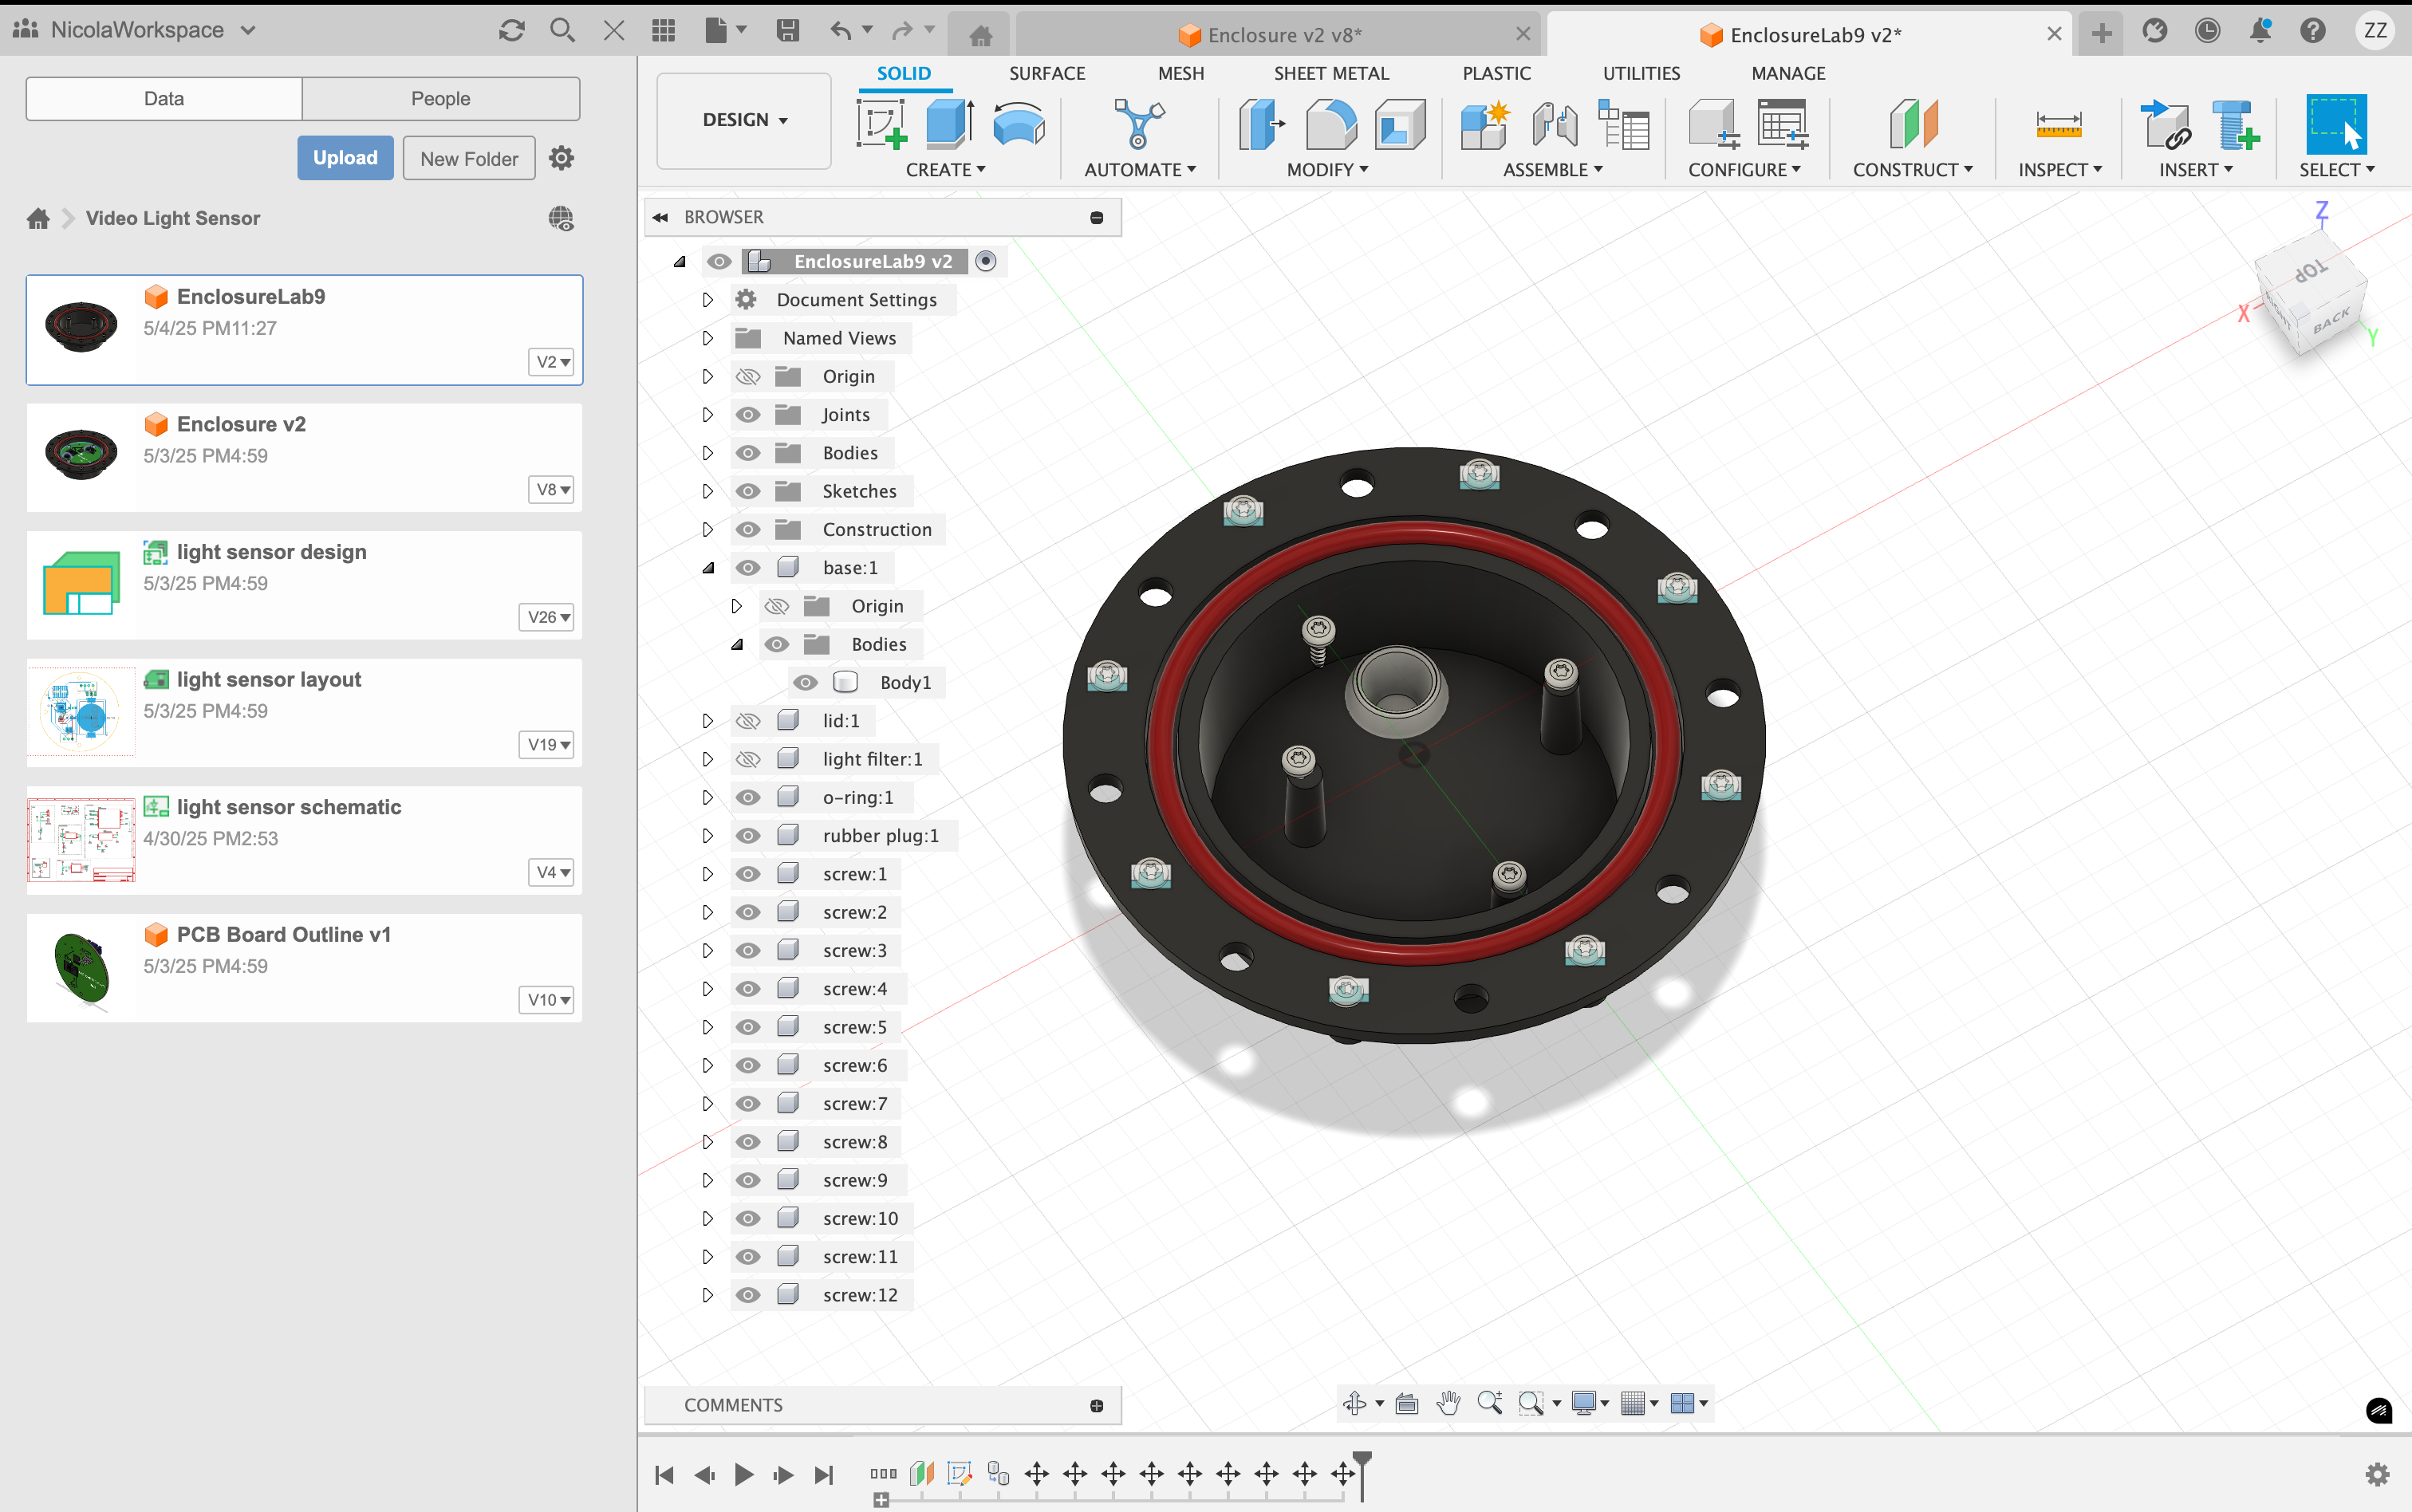 NicolaWorkspace
Enclosure v2 v8*
EnclosureLab9 v2*
ZZ
Data
People
Upload
New Folder
Video Light Sensor
EnclosureLab9
5/4/25 PM11:27
V2
Enclosure v2
5/3/25 PM4:59
V8
light sensor design
5/3/25 PM4:59
V26
light sensor layout
5/3/25 PM4:59
V19
light sensor schematic
4/30/25 PM2:53
V4
PCB Board Outline v1
5/3/25 PM4:59
V10
DESIGN
SOLID
SURFACE
MESH
SHEET METAL
PLASTIC
UTILITIES
MANAGE
CREATE
AUTOMATE
MODIFY
ASSEMBLE
CONFIGURE
CONSTRUCT
INSPECT
INSERT
SELECT
BROWSER
EnclosureLab9 v2
Document Settings
Named Views
Origin
Joints
Bodies
Sketches
Construction
base:1
Origin
Bodies
Body1
lid:1
light filter:1
o-ring:1
rubber plug:1
screw:1
screw:2
screw:3
screw:4
screw:5
screw:6
screw:7
screw:8
screw:9
screw:10
screw:11
screw:12
Z
TOP
X
RIGHT
BACK
Y
COMMENTS